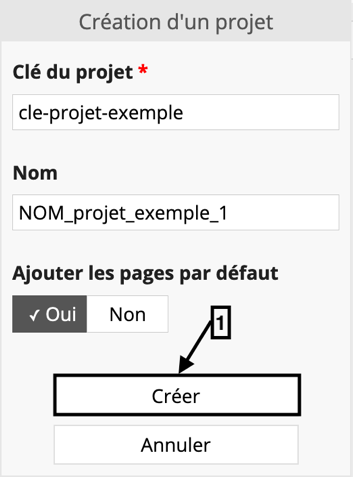 Création d'un projet
Clé du projet *
cle-projet-exemple
Nom
NOM_projet_exemple_1
Ajouter les pages par défaut
✓ Oui Non
1
Créer
Annuler